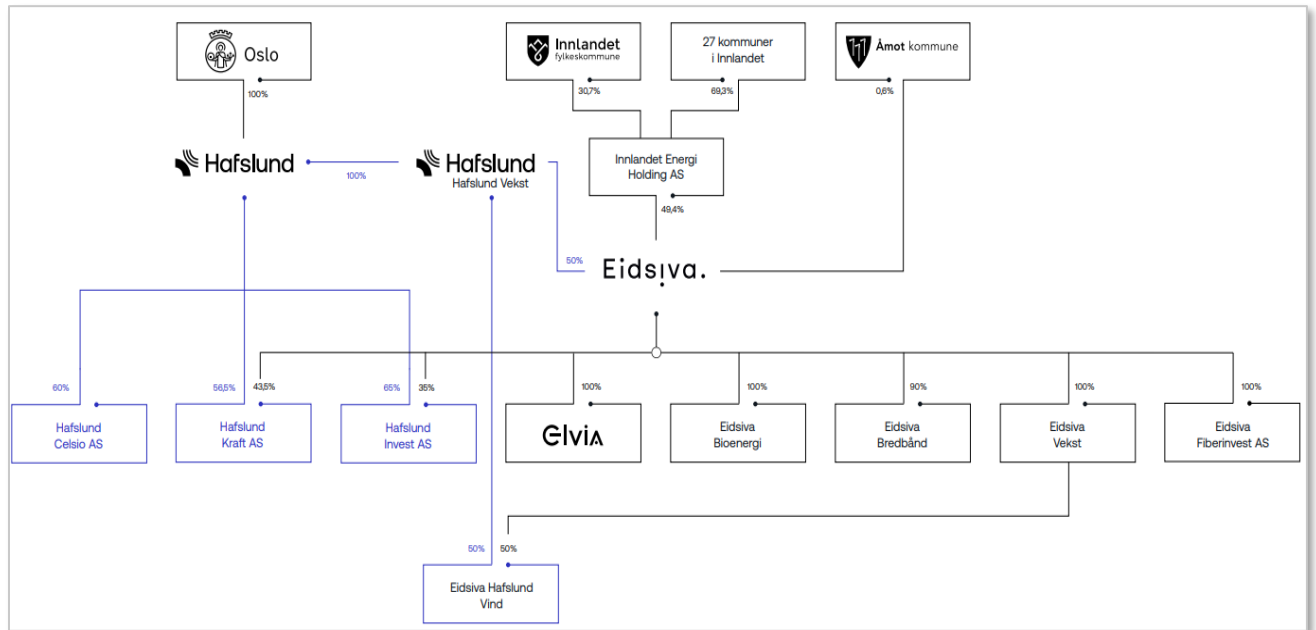 Oslo
Innlandet
fylkeskommune
27 kommuner
i Innlandet
Åmot kommune
100%
30,7%
69,3%
0,6%
Hafslund
100%
Hafslund
Hafslund Vekst
Innlandet Energi
Holding AS
49,4%
50%
Eidsiva.
60%
56,5%
43,5%
65%
35%
100%
100%
90%
100%
100%
Hafslund
Celsio AS
Hafslund
Kraft AS
Hafslund
Invest AS
Elvia
Eidsiva
Bioenergi
Eidsiva
Bredbånd
Eidsiva
Vekst
Eidsiva
Fiberinvest AS
50%
50%
Eidsiva Hafslund
Vind